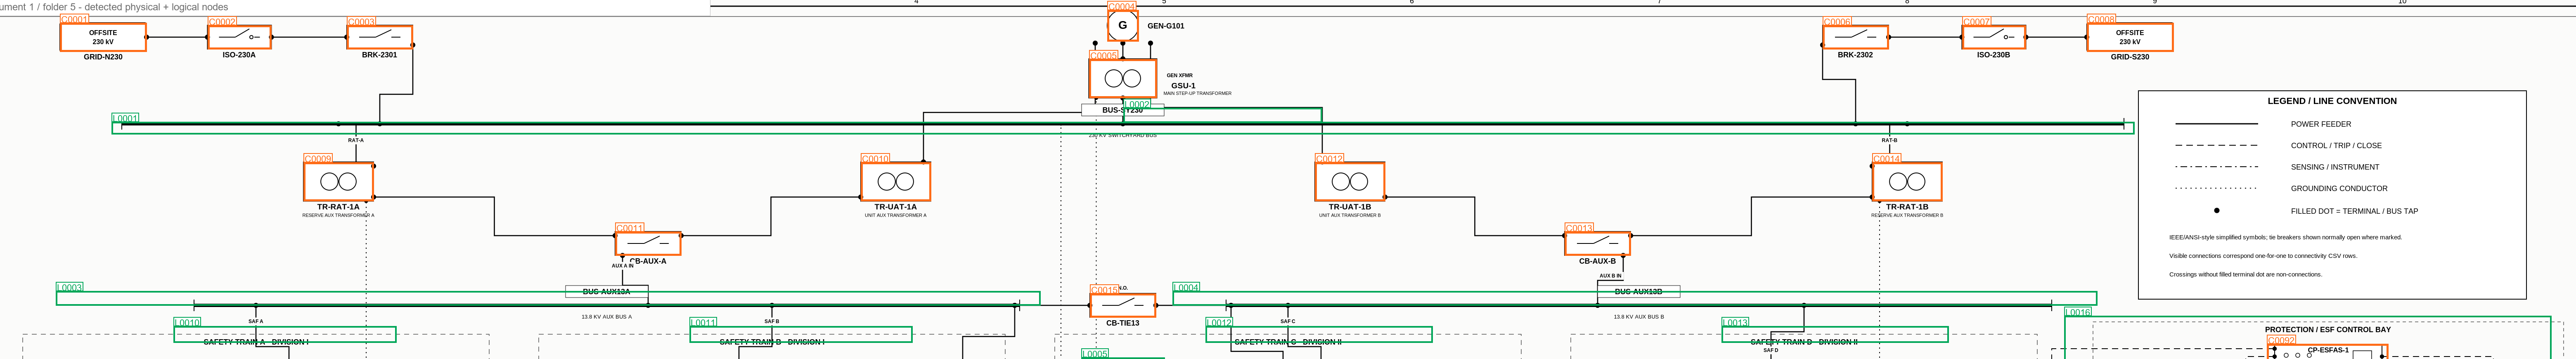 ument 1 / folder 5 - detected physical + logical nodes
4
5
6
7
8
9
10
C0001
OFFSITE
230 kV
GRID-N230
C0002
ISO-230A
C0003
BRK-2301
C0004
G
GEN-G101
C0005
GEN XFMR
GSU-1
MAIN STEP-UP TRANSFORMER
C0006
BRK-2302
C0007
ISO-230B
C0008
OFFSITE
230 kV
GRID-S230
L0001
L0002
BUS-SY230
230 KV SWITCHYARD BUS
RAT-A
RAT-B
C0009
TR-RAT-1A
RESERVE AUX TRANSFORMER A
C0010
TR-UAT-1A
UNIT AUX TRANSFORMER A
C0012
TR-UAT-1B
UNIT AUX TRANSFORMER B
C0014
TR-RAT-1B
RESERVE AUX TRANSFORMER B
C0011
CB-AUX-A
AUX A IN
C0013
CB-AUX-B
AUX B IN
LEGEND / LINE CONVENTION
POWER FEEDER
CONTROL / TRIP / CLOSE
SENSING / INSTRUMENT
GROUNDING CONDUCTOR
FILLED DOT = TERMINAL / BUS TAP
IEEE/ANSI-style simplified symbols; tie breakers shown normally open where marked.
Visible connections correspond one-for-one to connectivity CSV rows.
Crossings without filled terminal dot are non-connections.
L0003
BUS-AUX13A
13.8 KV AUX BUS A
C0015
N.O.
CB-TIE13
L0004
BUS-AUX13B
13.8 KV AUX BUS B
L0010
SAF A
SAFETY TRAIN A - DIVISION I
L0011
SAF B
SAFETY TRAIN B - DIVISION I
L0005
L0012
SAF C
SAFETY TRAIN C - DIVISION II
L0013
SAFETY TRAIN D - DIVISION II
SAF D
L0016
PROTECTION / ESF CONTROL BAY
C0092
CP-ESFAS-1